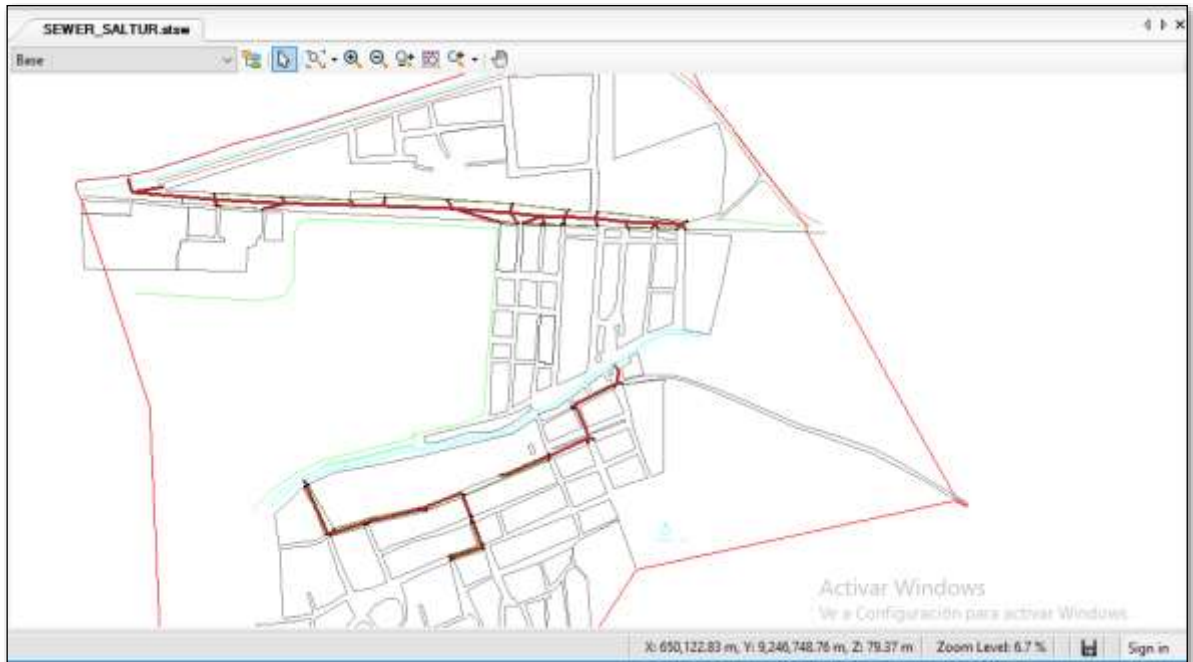 SEWER_SALTUR.stsw
Base
Activar Windows
Ve a Configuración para activar Windows.
X: 650,122.83 m, Y: 9,246,748.76 m, Z: 79.37 m Zoom Level: 6.7 % Sign in